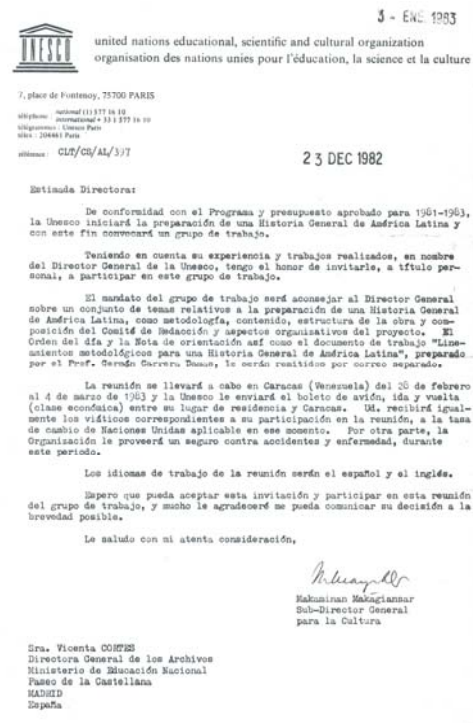 3 - ENE. 1983
UNESCO
united nations educational, scientific and cultural organization
organisation des nations unies pour l'éducation, la science et la culture
7, place de Fontenoy, 75700 PARIS
téléphone : national (1) 577 16 10
international + 33 1 577 16 10
télégrammes : Unesco Paris
télex : 204461 Paris
référence : CLT/CS/AL/397
23 DEC 1982
Estimada Directora:
De conformidad con el Programa y presupuesto aprobado para 1981-1983,
la Unesco iniciará la preparación de una Historia General de América Latina y
con este fin convocará un grupo de trabajo.
Teniendo en cuenta su experiencia y trabajos realizados, en nombre
del Director General de la Unesco, tengo el honor de invitarle, a título per-
sonal, a participar en este grupo de trabajo.
El mandato del grupo de trabajo será aconsejar al Director General
sobre un conjunto de temas relativos a la preparación de una Historia General
de América Latina, como metodología, contenido, estructura de la obra y com-
posición del Comité de Redacción y aspectos organizativos del proyecto. El
Orden del día y la Nota de orientación así como el documento de trabajo "Linea-
mientos metodológicos para una Historia General de América Latina", preparado
por el Prof. Germán Carrera Damas, le serán remitidos por correo separado.
La reunión se llevará a cabo en Caracas (Venezuela) del 28 de febrero
al 4 de marzo de 1983 y la Unesco le enviará el boleto de avión, ida y vuelta
(clase económica) entre su lugar de residencia y Caracas. Ud. recibirá igual-
mente los viáticos correspondientes a su participación en la reunión, a la tasa
de cambio de Naciones Unidas aplicable en ese momento. Por otra parte, la
Organización le proveerá un seguro contra accidentes y enfermedad, durante
este período.
Los idiomas de trabajo de la reunión serán el español y el inglés.
Espero que pueda aceptar esta invitación y participar en esta reunión
del grupo de trabajo, y mucho le agradeceré me pueda comunicar su decisión a la
brevedad posible.
Le saludo con mi atenta consideración,
Makaminan Makagiansar
Sub-Director General
para la Cultura
Sra. Vicenta CORTES
Directora General de los Archivos
Ministerio de Educación Nacional
Paseo de la Castellana
MADRID
España